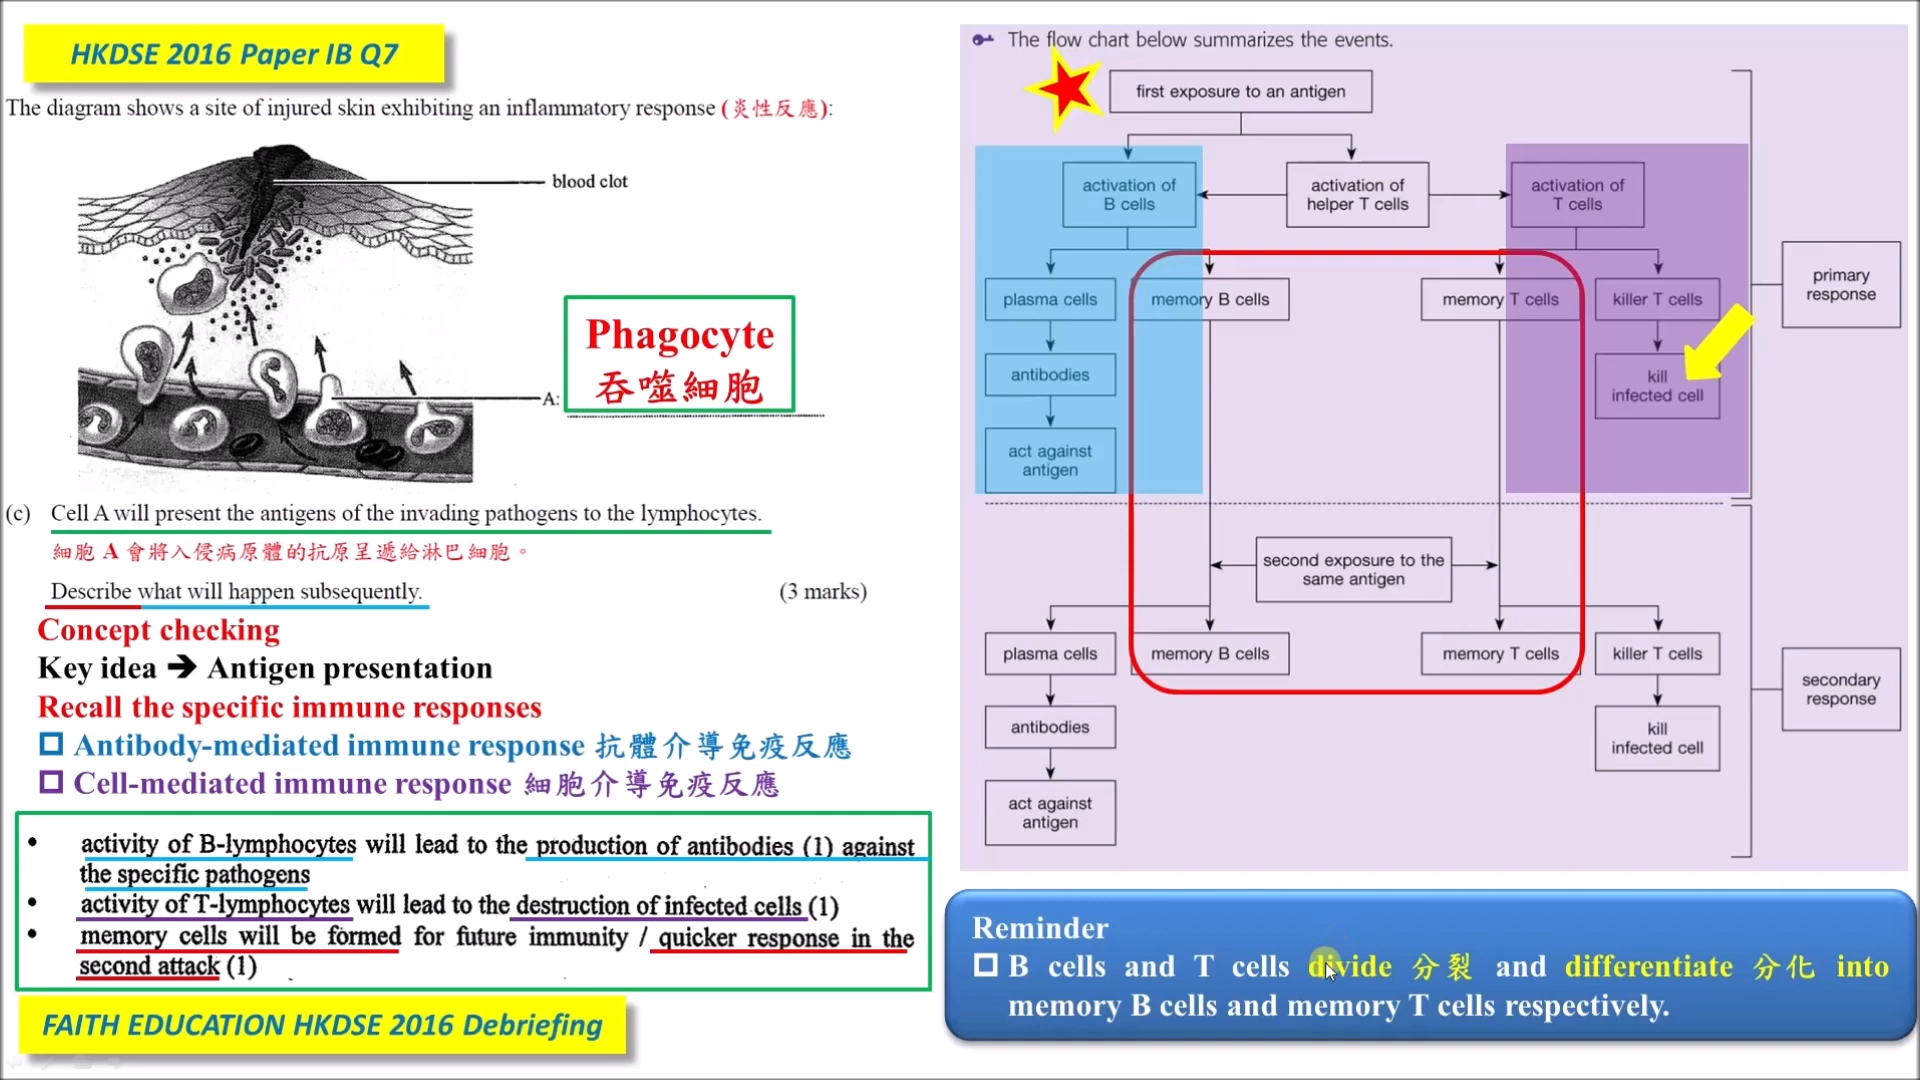 HKDSE 2016 Paper IB Q7
The diagram shows a site of injured skin exhibiting an inflammatory response (炎性反應):
blood clot
A:
Phagocyte
吞噬細胞
(c) Cell A will present the antigens of the invading pathogens to the lymphocytes.
細胞 A 會將入侵病原體的抗原呈遞給淋巴細胞。
Describe what will happen subsequently. (3 marks)
Concept checking
Key idea ➔ Antigen presentation
Recall the specific immune responses
❑ Antibody-mediated immune response 抗體介導免疫反應
❑ Cell-mediated immune response 細胞介導免疫反應
• activity of B-lymphocytes will lead to the production of antibodies (1) against
the specific pathogens
• activity of T-lymphocytes will lead to the destruction of infected cells (1)
• memory cells will be formed for future immunity / quicker response in the
second attack (1)
FAITH EDUCATION HKDSE 2016 Debriefing
The flow chart below summarizes the events.
first exposure to an antigen
activation of
B cells
activation of
helper T cells
activation of
T cells
plasma cells
memory B cells
memory T cells
killer T cells
antibodies
kill
infected cell
act against
antigen
primary
response
second exposure to the
same antigen
plasma cells
memory B cells
memory T cells
killer T cells
antibodies
kill
infected cell
act against
antigen
secondary
response
Reminder
❑ B cells and T cells divide 分裂 and differentiate 分化 into
memory B cells and memory T cells respectively.